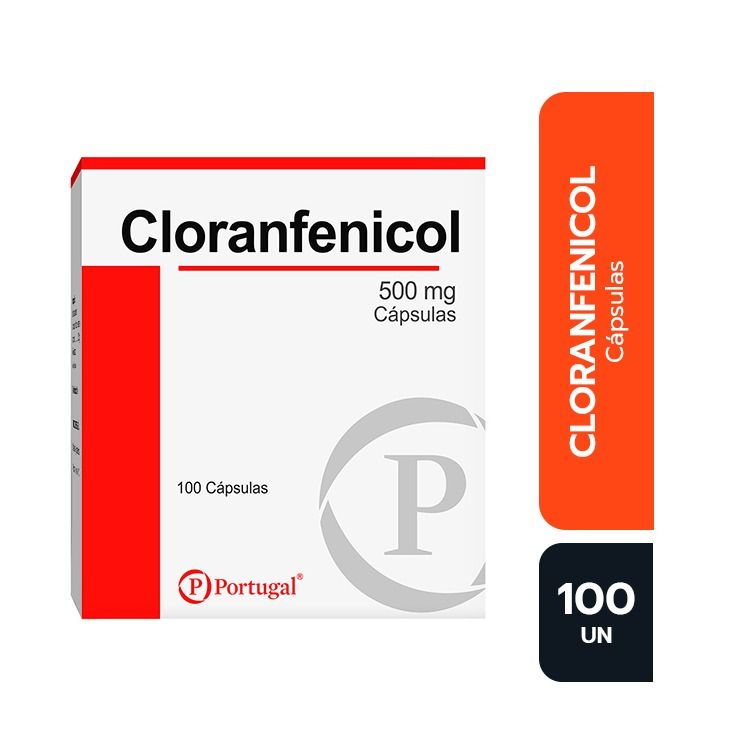 Cloranfenicol
500 mg
Cápsulas
100 Cápsulas
P Portugal®
P
CLORANFENICOL
Cápsulas
100
UN